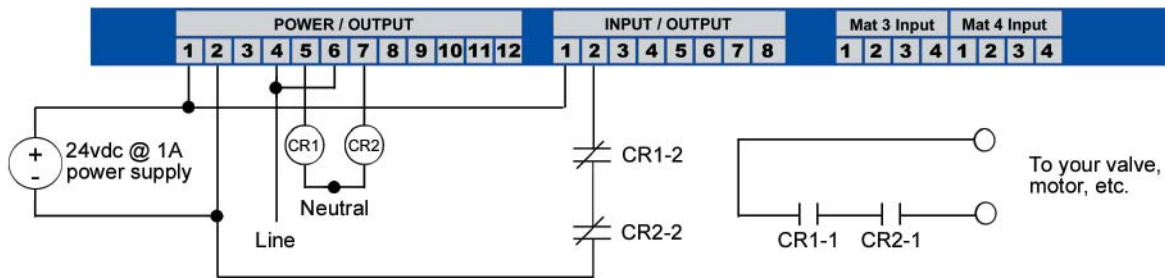 POWER / OUTPUT
INPUT / OUTPUT
Mat 3 Input
Mat 4 Input
1 2 3 4 5 6 7 8 9 10 11 12
1 2 3 4 5 6 7 8
1 2 3 4
1 2 3 4
+
-
24vdc @ 1A
power supply
CR1
CR2
Neutral
Line
CR1-2
CR2-2
CR1-1
CR2-1
To your valve,
motor, etc.